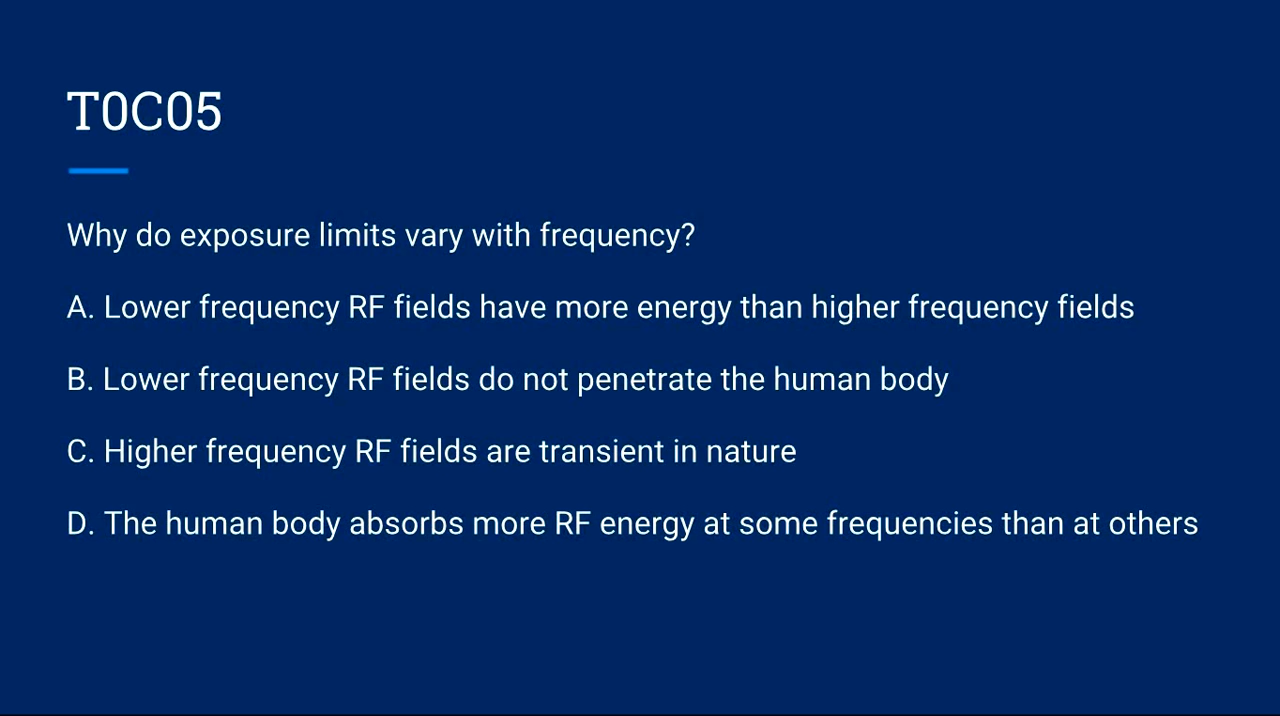 T0C05
Why do exposure limits vary with frequency?
A. Lower frequency RF fields have more energy than higher frequency fields
B. Lower frequency RF fields do not penetrate the human body
C. Higher frequency RF fields are transient in nature
D. The human body absorbs more RF energy at some frequencies than at others